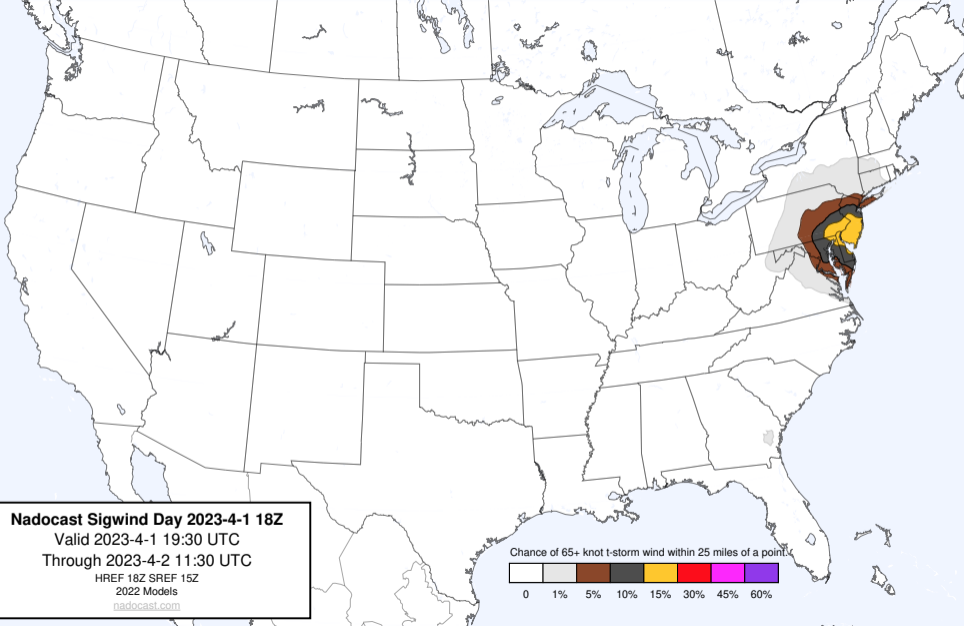 Nadocast Sigwind Day 2023-4-1 18Z
Valid 2023-4-1 19:30 UTC
Through 2023-4-2 11:30 UTC
HREF 18Z SREF 15Z
2022 Models
nadocast.com
Chance of 65+ knot t-storm wind within 25 miles of a point.
0 1% 5% 10% 15% 30% 45% 60%